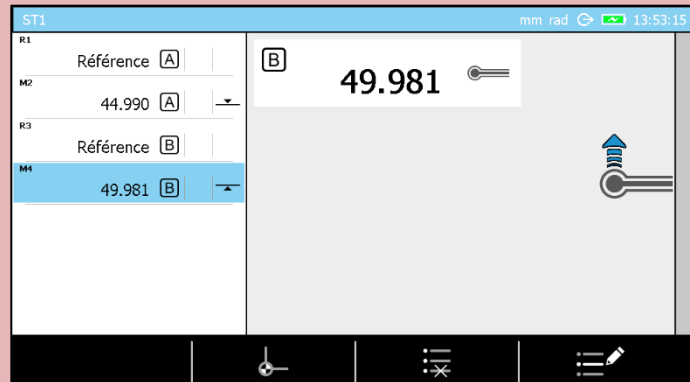 ST1
mm rad 13:53:15
R1
Référence A
M2
44.990 A
R3
Référence B
M4
49.981 B
B
49.981